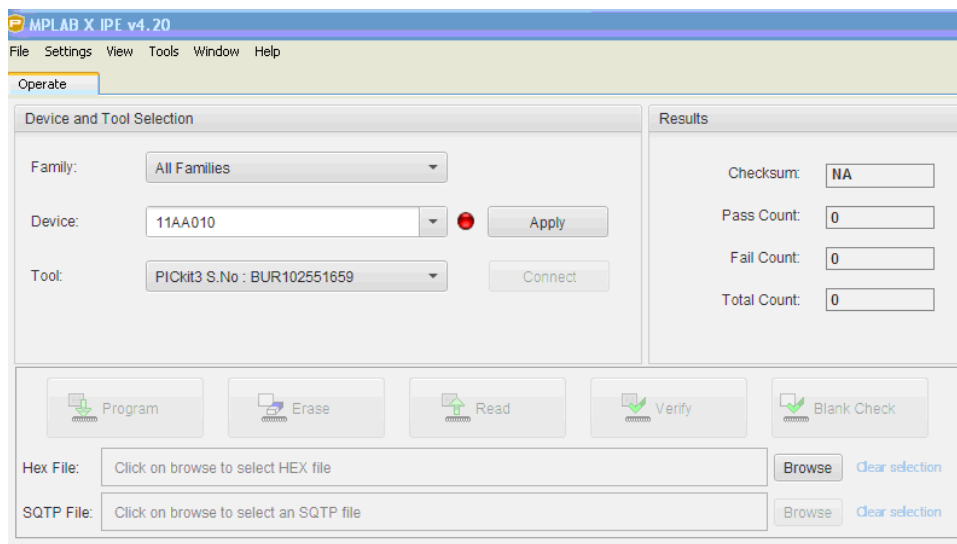 MPLAB X IPE v4.20
File Settings View Tools Window Help
Operate
Device and Tool Selection
Results
Family: All Families
Checksum: NA
Device: 11AA010 Apply
Pass Count: 0
Fail Count: 0
Tool: PICkit3 S.No : BUR102551659 Connect
Total Count: 0
Program Erase Read Verify Blank Check
Hex File: Click on browse to select HEX file Browse Clear selection
SQTP File: Click on browse to select an SQTP file Browse Clear selection